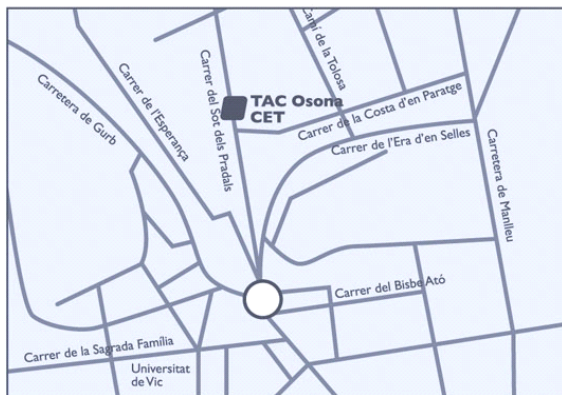 Carretera de Gurb
Carrer de l'Esperança
Carrer del Sot dels Pradals
TAC Osona
CET
Camí de la Tolosa
Carrer de la Costa d'en Paratge
Carrer de l'Era d'en Selles
Carretera de Manlleu
Carrer del Bisbe Ató
Carrer de la Sagrada Família
Universitat
de Vic